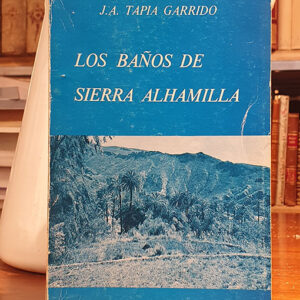 J.A. TAPIA GARRIDO
LOS BAÑOS DE
SIERRA ALHAMILLA